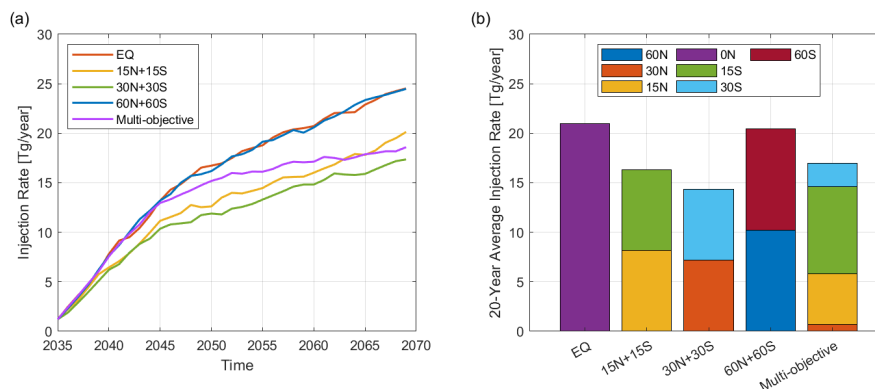 (a)
30
25
20
15
10
5
0
Injection Rate [Tg/year]
EQ
15N+15S
30N+30S
60N+60S
Multi-objective
2035 2040 2045 2050 2055 2060 2065 2070
Time
(b)
30
25
20
15
10
5
0
20-Year Average Injection Rate [Tg/year]
60N 0N 60S
30N 15S
15N 30S
EQ 15N+15S 30N+30S 60N+60S Multi-objective